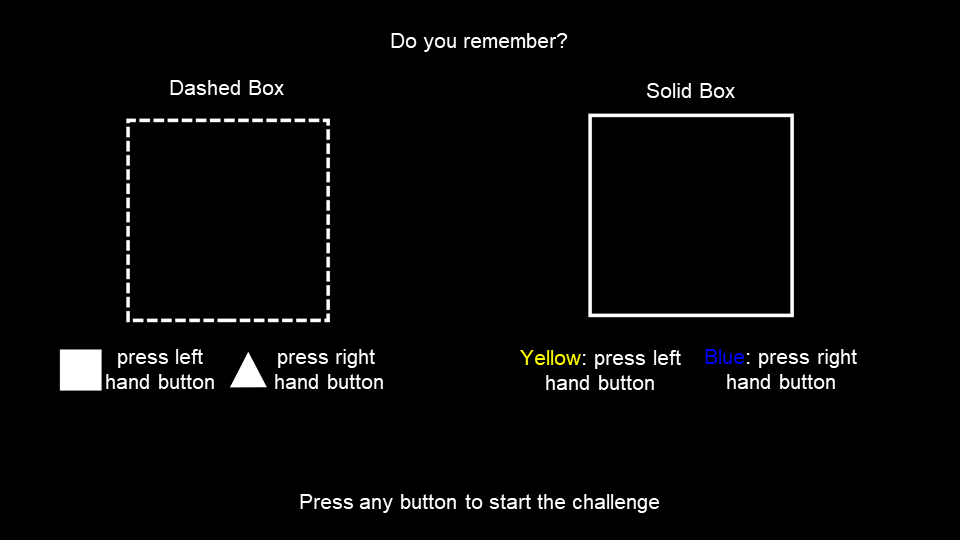 Do you remember?
Dashed Box
Solid Box
press left
hand button
press right
hand button
Yellow: press left
hand button
Blue: press right
hand button
Press any button to start the challenge